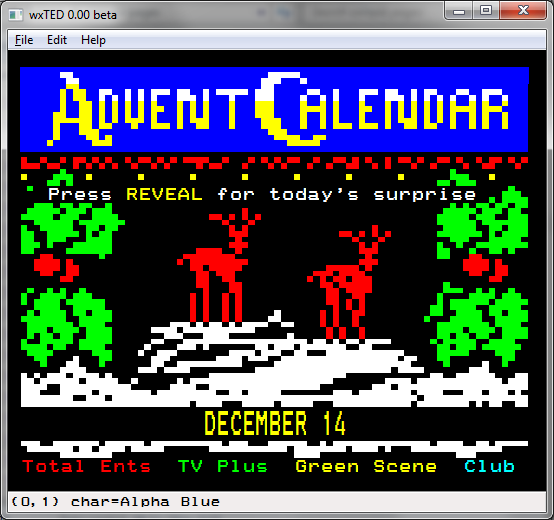 wxTED 0.00 beta
File Edit Help
ADVENT CALENDAR
Press REVEAL for today's surprise
DECEMBER 14
Total Ents TV Plus Green Scene Club
(0,1) char=Alpha Blue